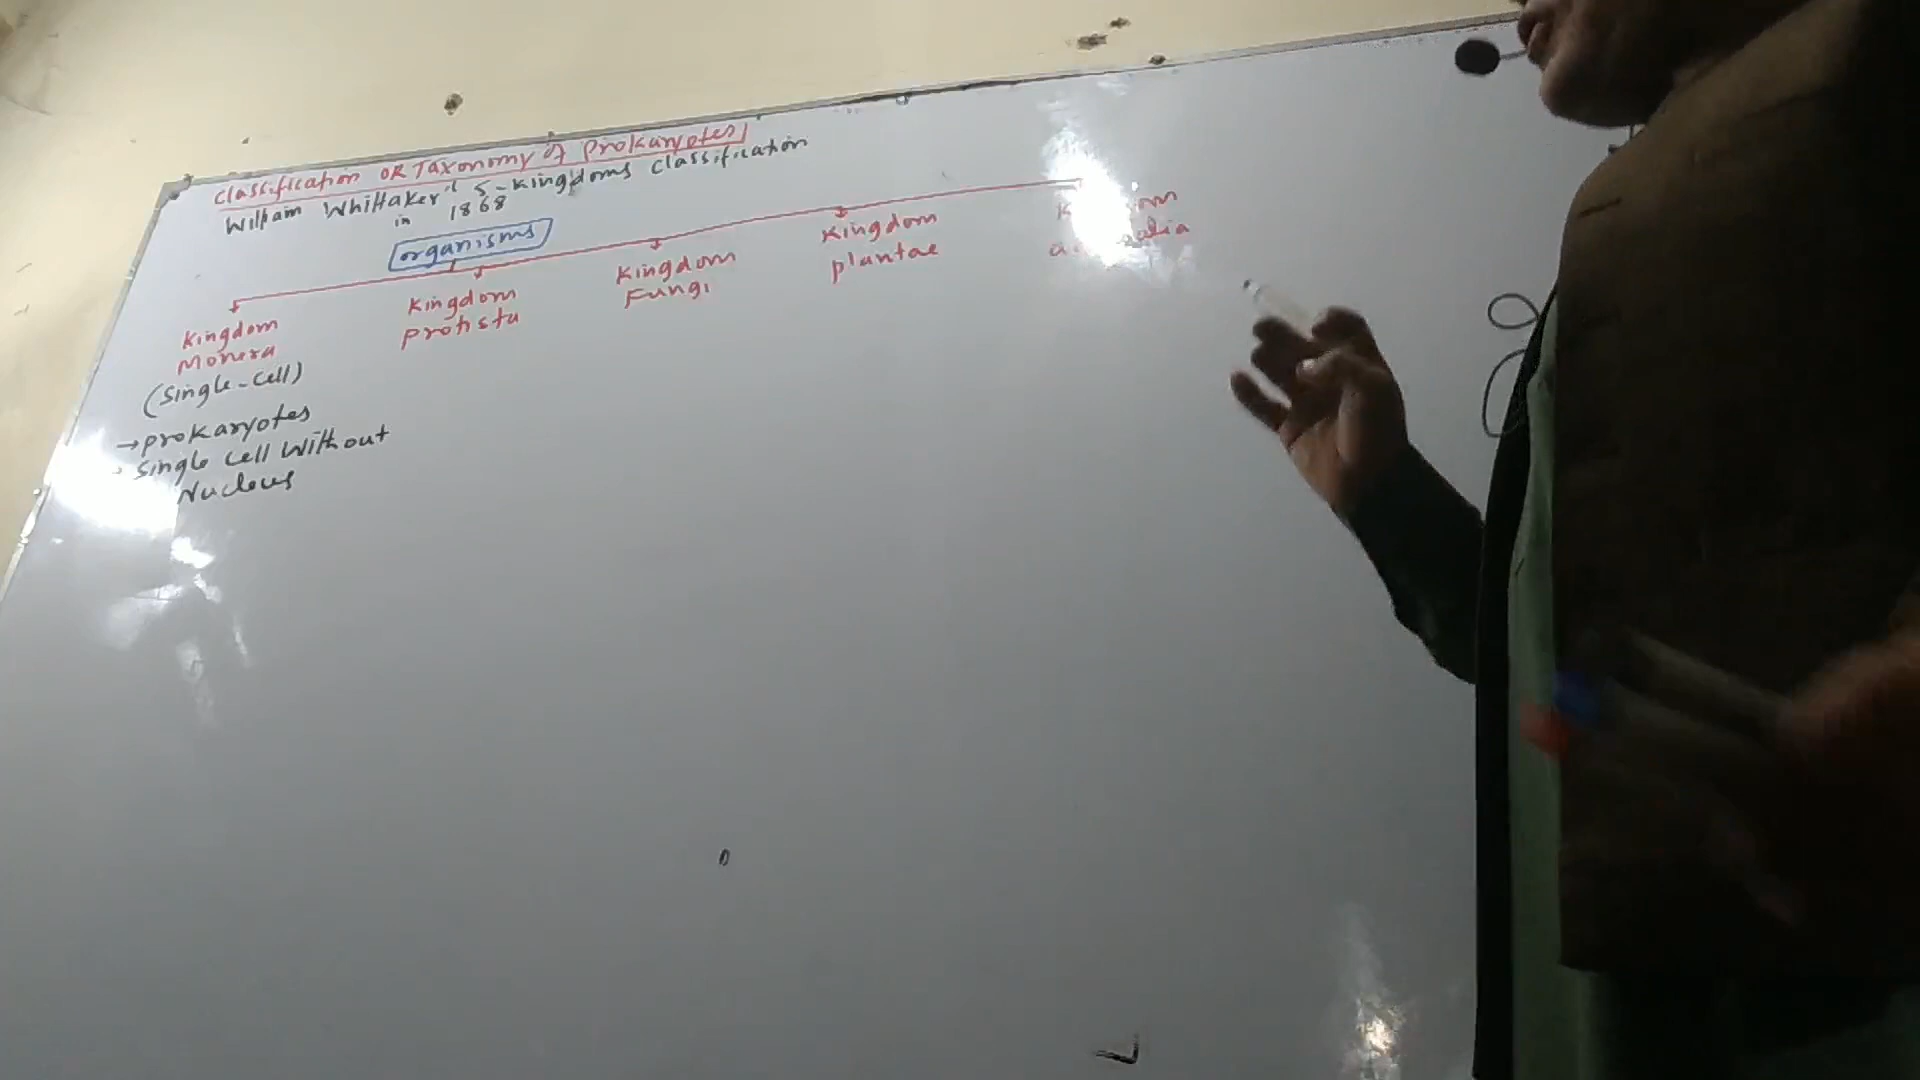 Classification OR Taxonomy of Prokaryotes
William Whittaker's 5-Kingdoms Classification
in 1868
organisms
Kingdom
Monera
(Single-cell)
→ prokaryotes
Single cell Without
Nucleus
Kingdom
Protista
Kingdom
Fungi
Kingdom
plantae